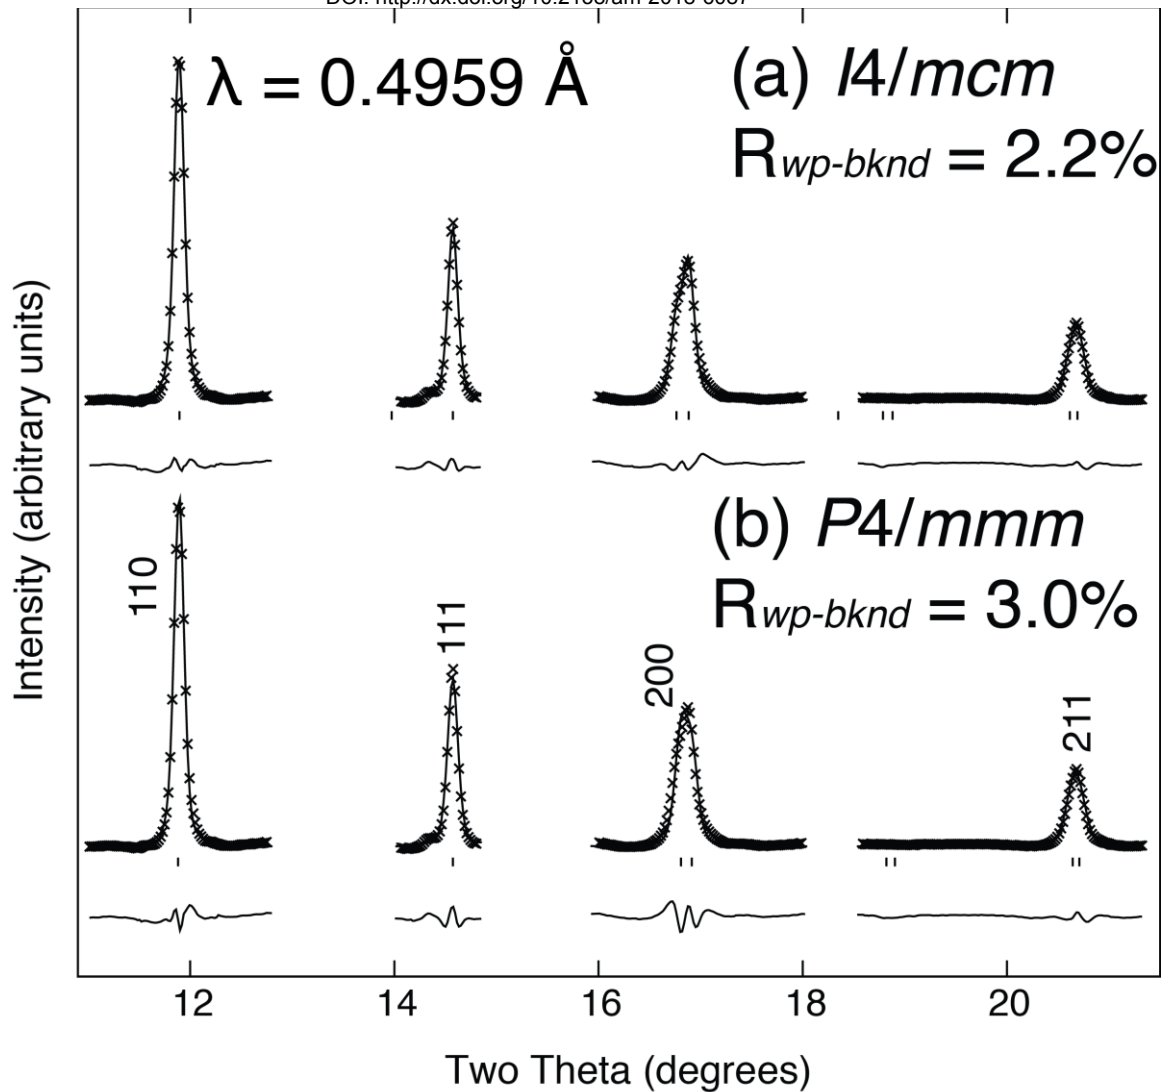 λ = 0.4959 Å
(a) I4/mcm
Rwp-bknd = 2.2%
(b) P4/mmm
Rwp-bknd = 3.0%
110
111
200
211
Intensity (arbitrary units)
12 14 16 18 20
Two Theta (degrees)